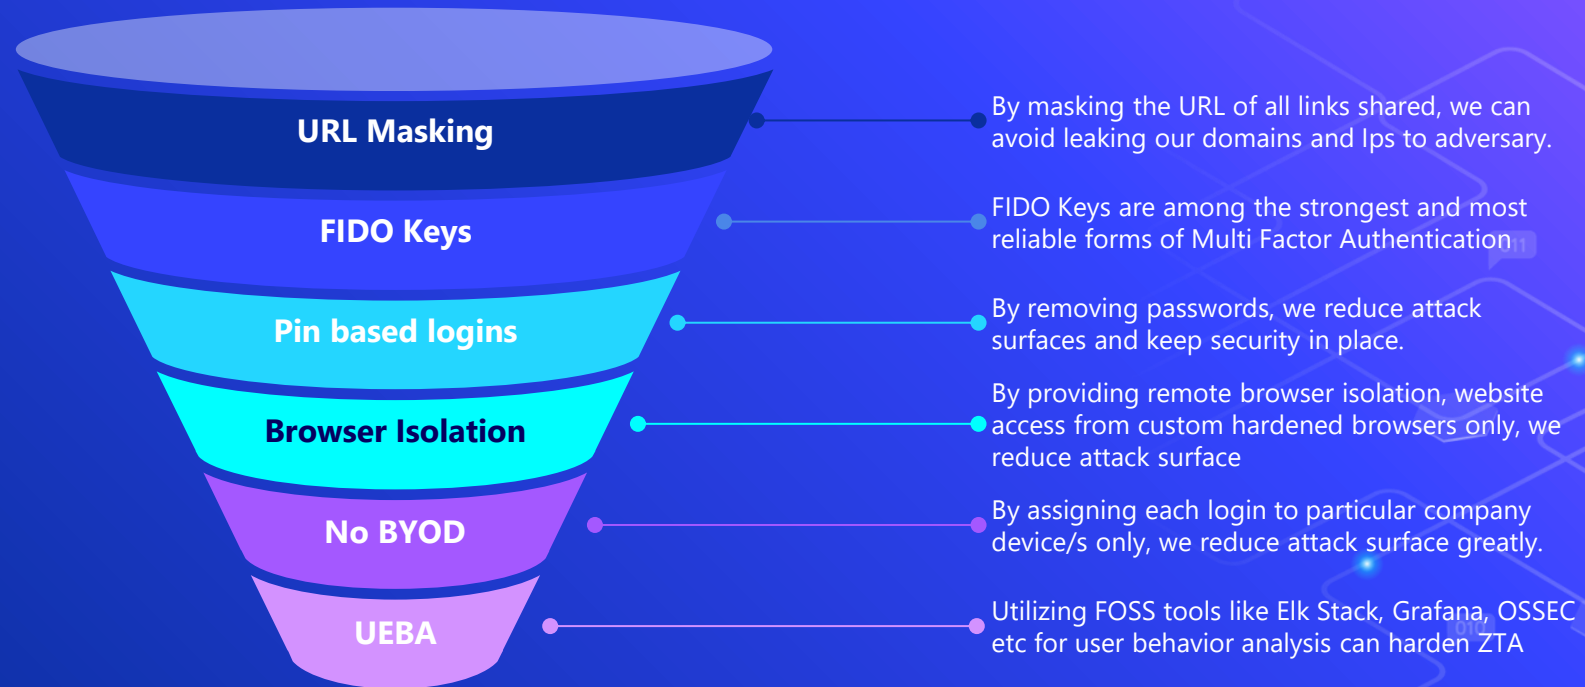 URL Masking
By masking the URL of all links shared, we can
avoid leaking our domains and Ips to adversary.
FIDO Keys
FIDO Keys are among the strongest and most
reliable forms of Multi Factor Authentication
011
Pin based logins
By removing passwords, we reduce attack
surfaces and keep security in place.
Browser Isolation
By providing remote browser isolation, website
access from custom hardened browsers only, we
reduce attack surface
No BYOD
By assigning each login to particular company
device/s only, we reduce attack surface greatly.
UEBA
Utilizing FOSS tools like Elk Stack, Grafana, OSSEC
etc for user behavior analysis can harden ZTA
010